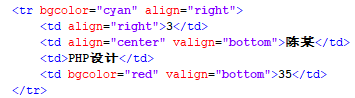 <tr bgcolor="cyan" align="right">
<td align="right">3</td>
<td align="center" valign="bottom">陈某</td>
<td>PHP设计</td>
<td bgcolor="red" valign="bottom">35</td>
</tr>